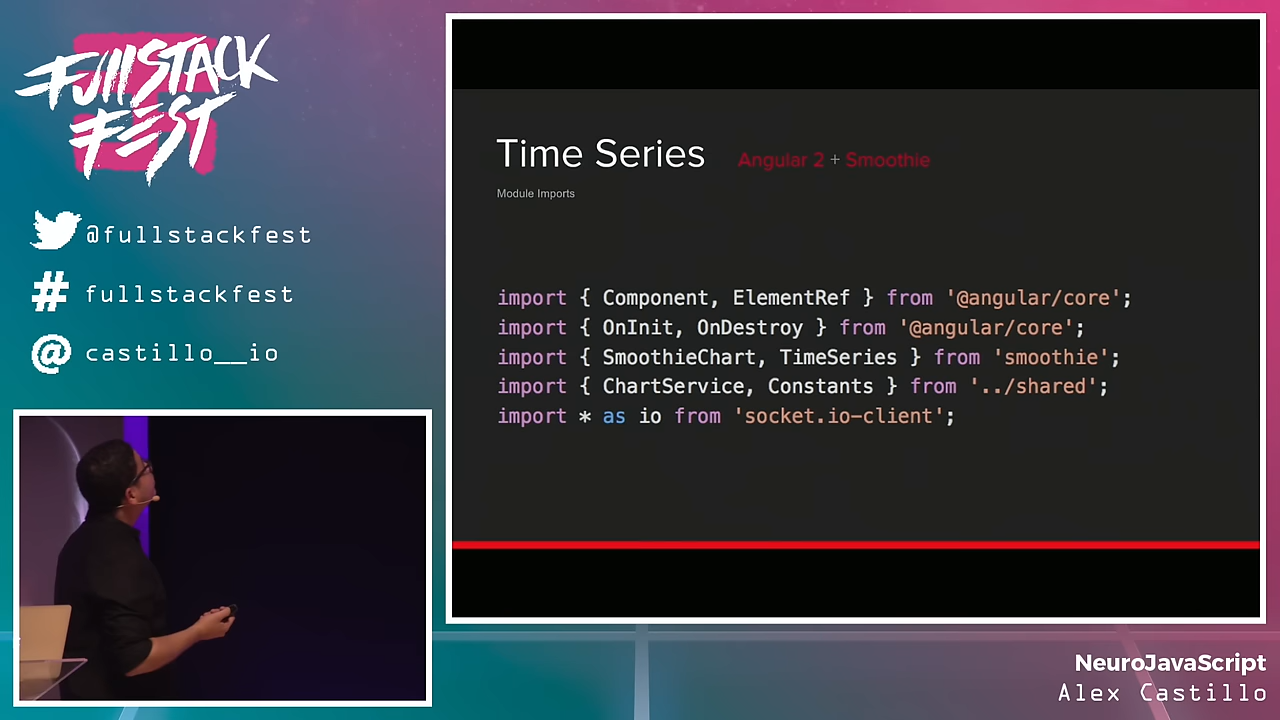 FullStack
Fest
@fullstackfest
# fullstackfest
@ castillo__io
Time Series Angular 2 + Smoothie
Module Imports
import { Component, ElementRef } from '@angular/core';
import { OnInit, OnDestroy } from '@angular/core';
import { SmoothieChart, TimeSeries } from 'smoothie';
import { ChartService, Constants } from '../shared';
import * as io from 'socket.io-client';
NeuroJavaScript
Alex Castillo